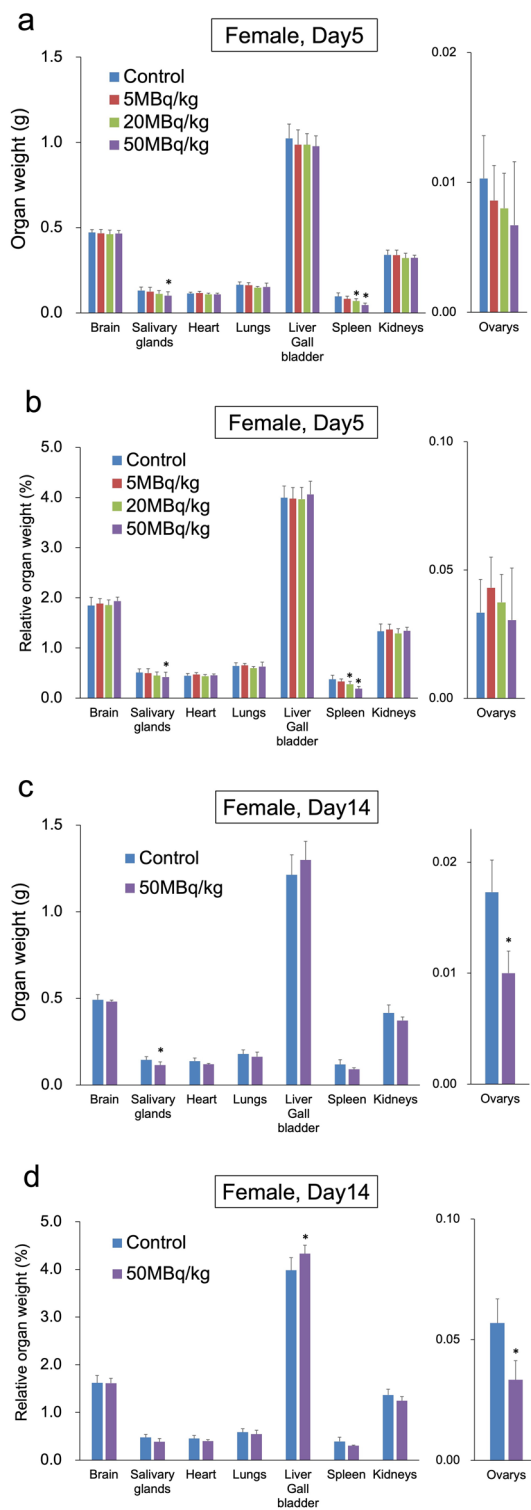 a
Female, Day5
Organ weight (g)
1.5
1.0
0.5
0.0
Control
5MBq/kg
20MBq/kg
50MBq/kg
*
* *
Brain Salivary glands Heart Lungs Liver Gall bladder Spleen Kidneys
0.02
0.01
0.00
Ovarys
b
Female, Day5
Relative organ weight (%)
5.0
4.0
3.0
2.0
1.0
0.0
Control
5MBq/kg
20MBq/kg
50MBq/kg
*
* *
Brain Salivary glands Heart Lungs Liver Gall bladder Spleen Kidneys
0.10
0.05
0.00
Ovarys
c
Female, Day14
Organ weight (g)
1.5
1.0
0.5
0.0
Control
50MBq/kg
*
Brain Salivary glands Heart Lungs Liver Gall bladder Spleen Kidneys
0.02
0.01
0.00
*
Ovarys
d
Female, Day14
Relative organ weight (%)
5.0
4.0
3.0
2.0
1.0
0.0
Control
50MBq/kg
*
Brain Salivary glands Heart Lungs Liver Gall bladder Spleen Kidneys
0.10
0.05
0.00
*
Ovarys